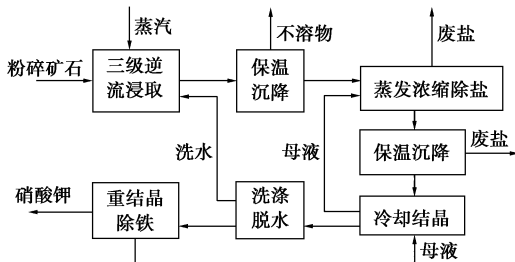 蒸汽
不溶物
废盐
粉碎矿石
三级逆
流浸取
保温
沉降
蒸发浓缩除盐
洗水
母液
保温沉降
废盐
硝酸钾
重结晶
除铁
洗涤
脱水
冷却结晶
母液